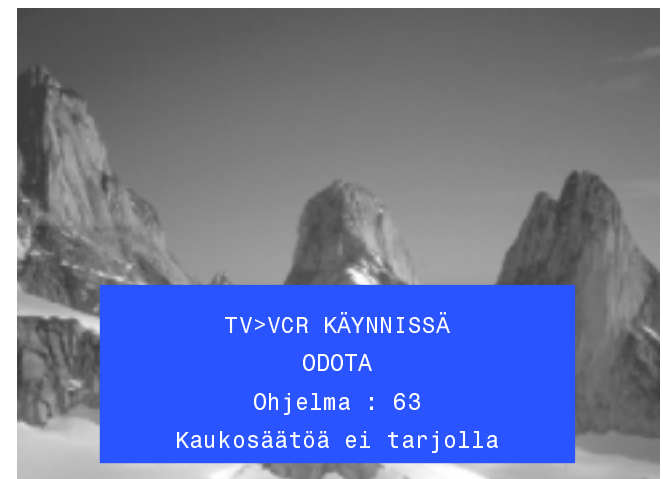 TV>VCR KÄYNNISSÄ
ODOTA
Ohjelma : 63
Kaukosäätöä ei tarjolla